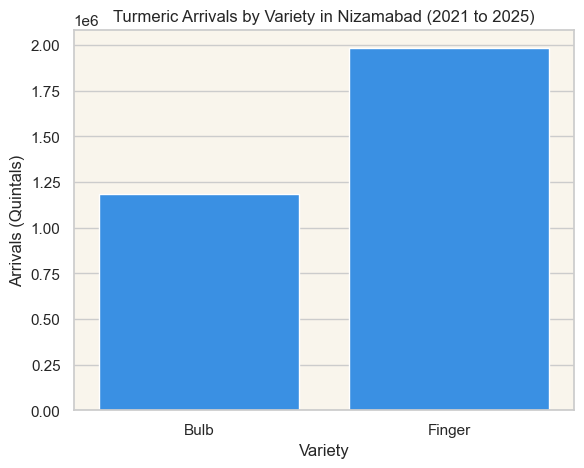 Turmeric Arrivals by Variety in Nizamabad (2021 to 2025)
1e6
2.00
1.75
1.50
1.25
1.00
0.75
0.50
0.25
0.00
Arrivals (Quintals)
Bulb
Finger
Variety